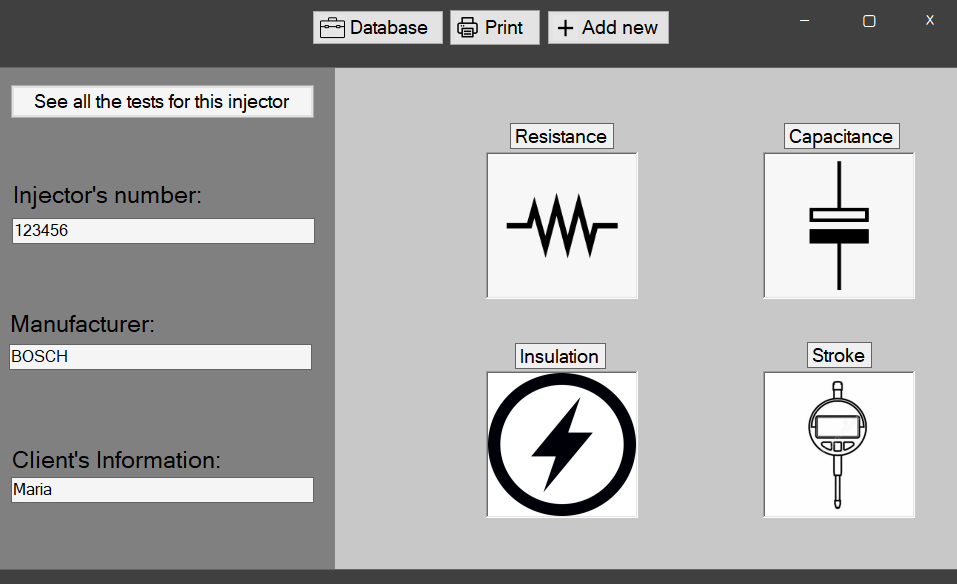 Database
Print
Add new
X
See all the tests for this injector
Injector's number:
123456
Manufacturer:
BOSCH
Client's Information:
Maria
Resistance
Capacitance
Insulation
Stroke